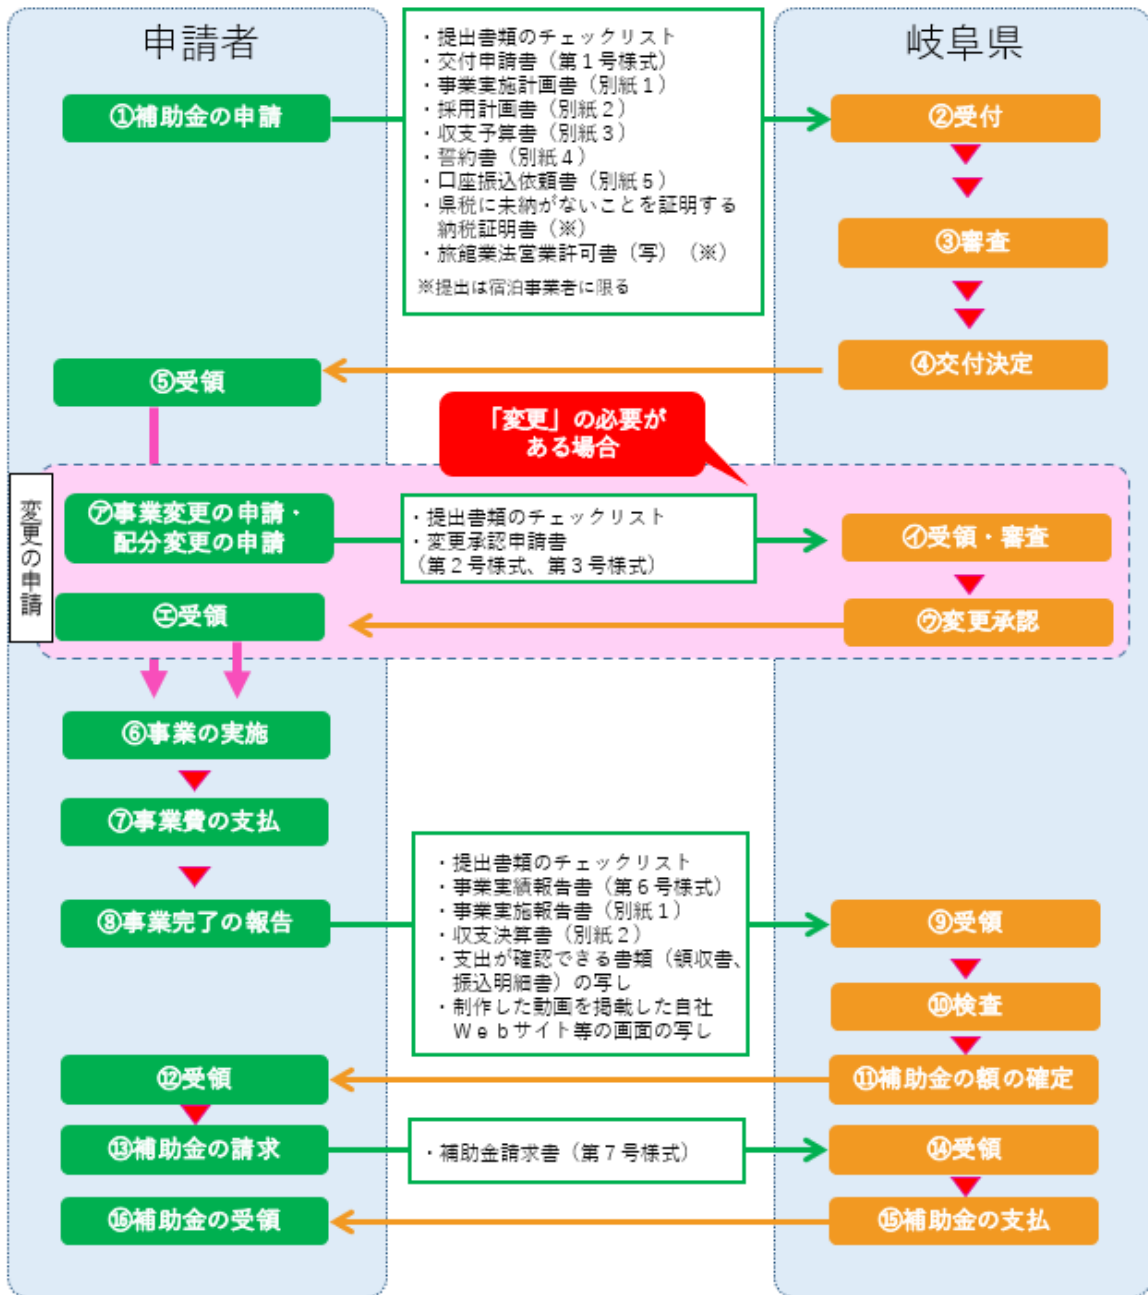 申請者
岐阜県
①補助金の申請
・提出書類のチェックリスト
・交付申請書（第１号様式）
・事業実施計画書（別紙１）
・採用計画書（別紙２）
・収支予算書（別紙３）
・誓約書（別紙４）
・口座振込依頼書（別紙５）
・県税に未納がないことを証明する
納税証明書（※）
・旅館業法営業許可書（写）（※）
※提出は宿泊事業者に限る
②受付
③審査
④交付決定
⑤受領
「変更」の必要が
ある場合
変更の申請
㋐事業変更の申請・
配分変更の申請
・提出書類のチェックリスト
・変更承認申請書
（第２号様式、第３号様式）
㋑受領・審査
㋒変更承認
㋓受領
⑥事業の実施
⑦事業費の支払
⑧事業完了の報告
・提出書類のチェックリスト
・事業実績報告書（第６号様式）
・事業実施報告書（別紙１）
・収支決算書（別紙２）
・支出が確認できる書類（領収書、
振込明細書）の写し
・制作した動画を掲載した自社
Ｗｅｂサイト等の画面の写し
⑨受領
⑩検査
⑪補助金の額の確定
⑫受領
⑬補助金の請求
・補助金請求書（第７号様式）
⑭受領
⑮補助金の支払
⑯補助金の受領